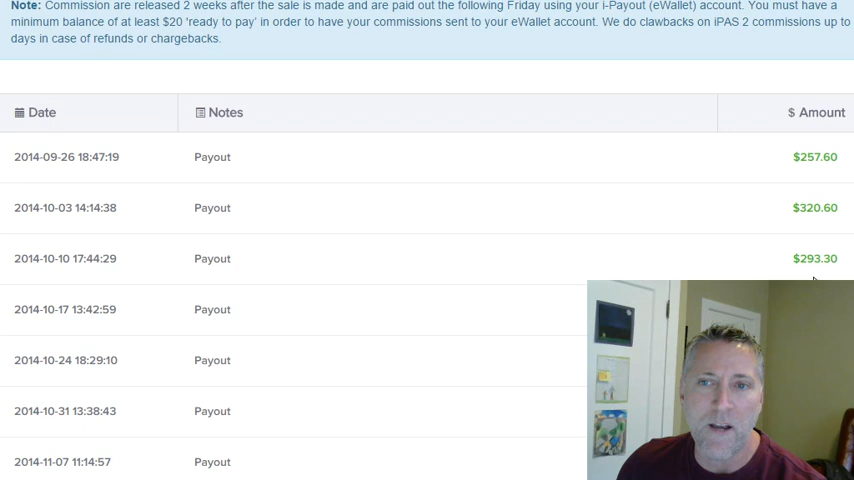 Note: Commission are released 2 weeks after the sale is made and are paid out the following Friday using your i-Payout (eWallet) account. You must have a
minimum balance of at least $20 'ready to pay' in order to have your commissions sent to your eWallet account. We do clawbacks on iPAS 2 commissions up to
days in case of refunds or chargebacks.
Date Notes $ Amount
2014-09-26 18:47:19 Payout $257.60
2014-10-03 14:14:38 Payout $320.60
2014-10-10 17:44:29 Payout $293.30
2014-10-17 13:42:59 Payout
2014-10-24 18:29:10 Payout
2014-10-31 13:38:43 Payout
2014-11-07 11:14:57 Payout